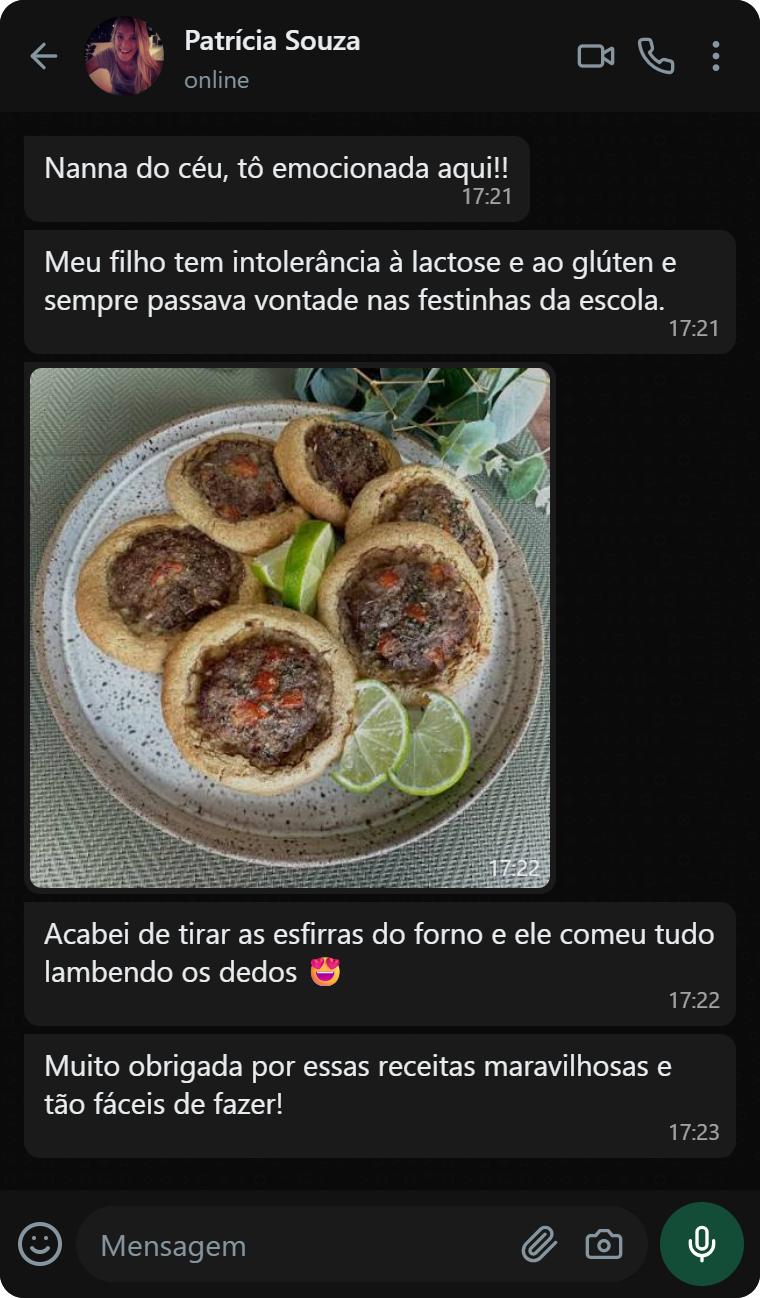 Patrícia Souza
online
Nanna do céu, tô emocionada aqui!!
17:21
Meu filho tem intolerância à lactose e ao glúten e
sempre passava vontade nas festinhas da escola.
17:21
17:22
Acabei de tirar as esfirras do forno e ele comeu tudo
lambendo os dedos 😍
17:22
Muito obrigada por essas receitas maravilhosas e
tão fáceis de fazer!
17:23
Mensagem